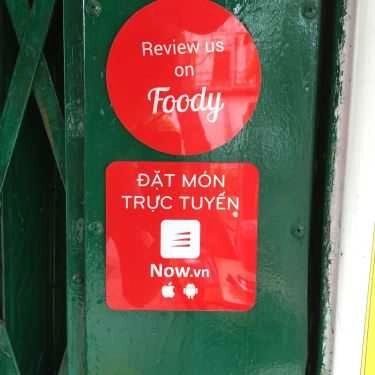 Review us
on
Foody
ĐẶT MÓN
TRỰC TUYẾN
Now.vn